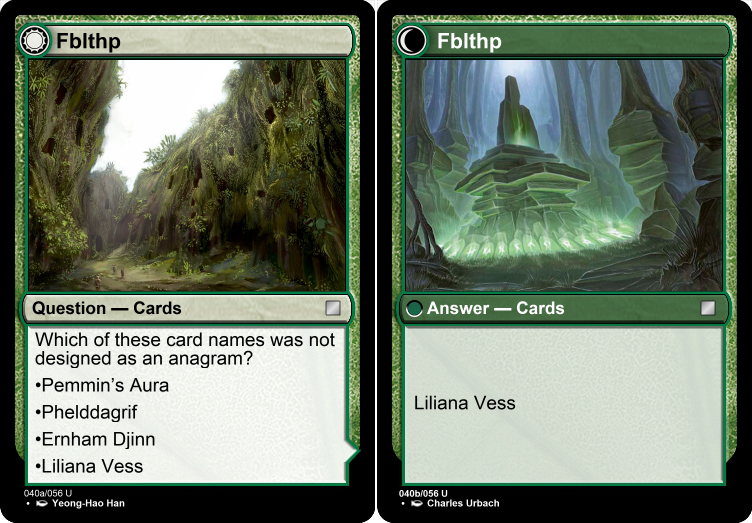 Fblthp
Question — Cards
Which of these card names was not
designed as an anagram?
•Pemmin's Aura
•Phelddagrif
•Ernham Djinn
•Liliana Vess
040a/056 U
• Yeong-Hao Han
Fblthp
Answer — Cards
Liliana Vess
040b/056 U
• Charles Urbach